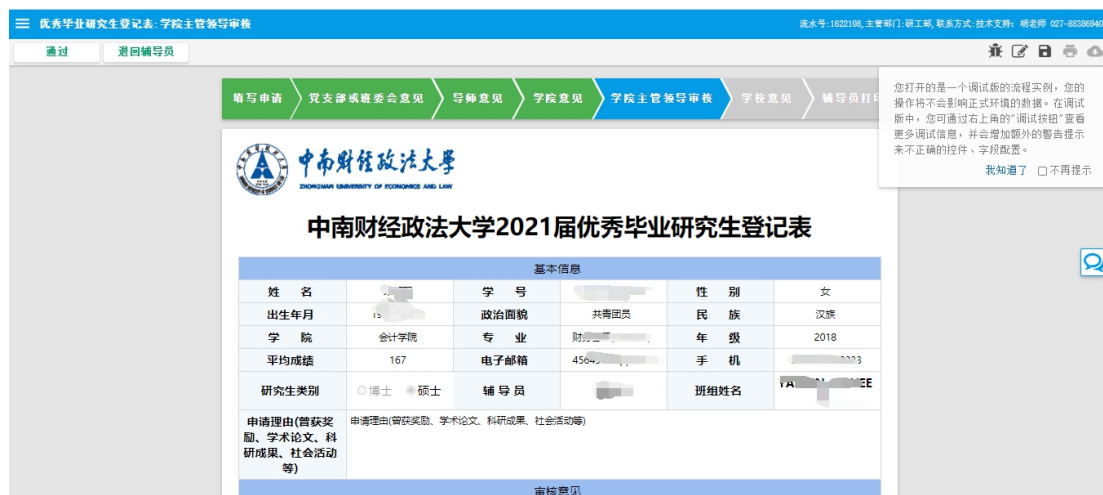 优秀毕业研究生登记表:学院主管领导审核
流水号:1622108,主管部门:研工部,联系方式:技术支持: 胡老师 027-88386940
通过 退回辅导员
填写申请 党支部或班委会意见 导师意见 学院意见 学院主管领导审核 学校意见 辅导员打印
您打开的是一个调试版的流程实例,您的
操作将不会影响正式环境的数据。在调试
版中,您可通过右上角的"调试按钮"查看
更多调试信息,并会增加额外的警告提示
来不正确的控件、字段配置。
我知道了 不再提示
中南财经政法大学
ZHONGNAN UNIVERSITY OF ECONOMICS AND LAW
中南财经政法大学2021届优秀毕业研究生登记表
基本信息
姓 名 学 号 性 别 女
出生年月 政治面貌 共青团员 民 族 汉族
学 院 会计学院 专 业 年 级 2018
平均成绩 167 电子邮箱 手 机
研究生类别 博士 硕士 辅导员 班组姓名
申请理由(曾获奖
励、学术论文、科
研成果、社会活动
等)
申请理由(曾获奖励、学术论文、科研成果、社会活动等)
审核意见